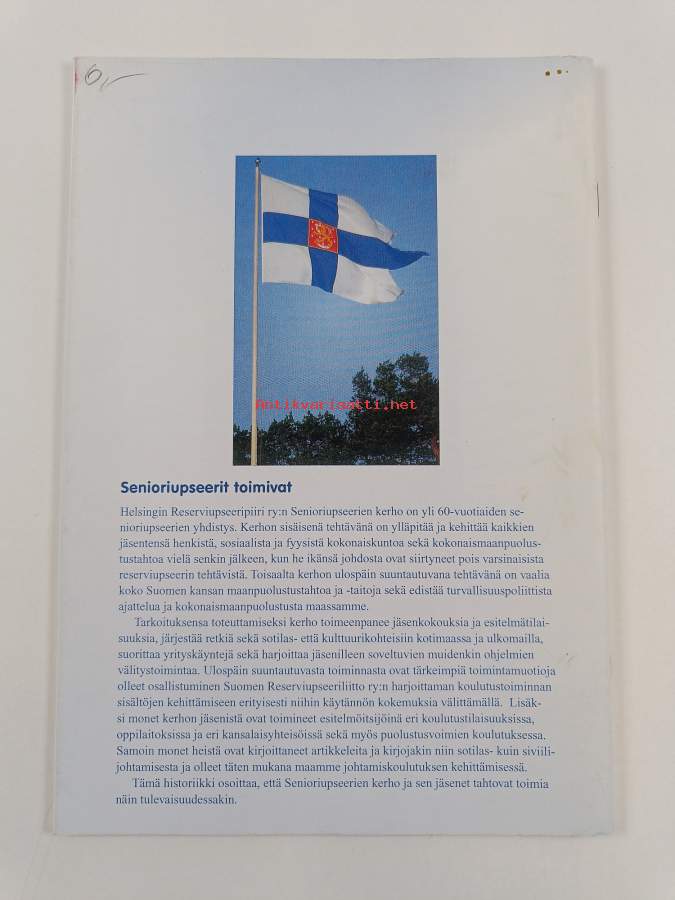 6,-
Antikvariaatti.net
Senioriupseerit toimivat
Helsingin Reserviupseeripiiri ry:n Senioriupseerien kerho on yli 60-vuotiaiden se-
nioriupseerien yhdistys. Kerhon sisäisenä tehtävänä on ylläpitää ja kehittää kaikkien
jäsentensä henkistä, sosiaalista ja fyysistä kokonaiskuntoa sekä kokonaismaanpuolus-
tustahtoa vielä senkin jälkeen, kun he ikänsä johdosta ovat siirtyneet pois varsinaisista
reserviupseerin tehtävistä. Toisaalta kerhon ulospäin suuntautuvana tehtävänä on vaalia
koko Suomen kansan maanpuolustustahtoa ja -taitoja sekä edistää turvallisuuspoliittista
ajattelua ja kokonaismaanpuolustusta maassamme.
Tarkoituksensa toteuttamiseksi kerho toimeenpanee jäsenkokouksia ja esitelmätilai-
suuksia, järjestää retkiä sekä sotilas- että kulttuurikohteisiin kotimaassa ja ulkomailla,
suorittaa yrityskäyntejä sekä harjoittaa jäsenilleen soveltuvien muidenkin ohjelmien
välitystoimintaa. Ulospäin suuntautuvasta toiminnasta ovat tärkeimpiä toimintamuotioja
olleet osallistuminen Suomen Reserviupseeriliitto ry:n harjoittaman koulutustoiminnan
sisältöjen kehittämiseen erityisesti niihin käytännön kokemuksia välittämällä. Lisäk-
si monet kerhon jäsenistä ovat toimineet esitelmöitsijöinä eri koulutustilaisuuksissa,
oppilaitoksissa ja eri kansalaisyhteisöissä sekä myös puolustusvoimien koulutuksessa.
Samoin monet heistä ovat kirjoittaneet artikkeleita ja kirjojakin niin sotilas- kuin siviili-
johtamisesta ja olleet täten mukana maamme johtamiskoulutuksen kehittämisessä.
Tämä historiikki osoittaa, että Senioriupseerien kerho ja sen jäsenet tahtovat toimia
näin tulevaisuudessakin.